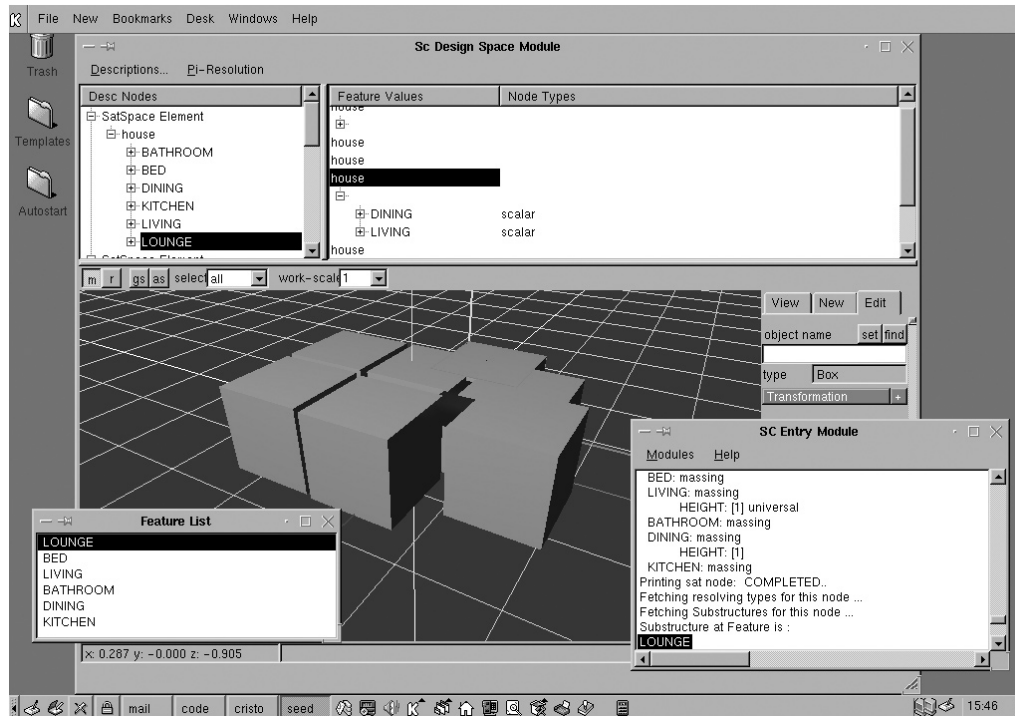 File New Bookmarks Desk Windows Help
Trash
Templates
Autostart
Sc Design Space Module
Descriptions... Pi-Resolution
Desc Nodes
SatSpace Element
house
BATHROOM
BED
DINING
KITCHEN
LIVING
LOUNGE
SatSpace Element
Feature Values Node Types
house
house
house
house
DINING scalar
LIVING scalar
house
m r gs as select all work-scale 1
View New Edit
object name set find
type Box
Transformation +
SC Entry Module
Modules Help
BED: massing
LIVING: massing
HEIGHT: [1] universal
BATHROOM: massing
DINING: massing
HEIGHT: [1]
KITCHEN: massing
Printing sat node: COMPLETED..
Fetching resolving types for this node ...
Fetching Substructures for this node ...
Substructure at Feature is :
LOUNGE
Feature List
LOUNGE
BED
LIVING
BATHROOM
DINING
KITCHEN
x: 0.287 y: -0.000 z: -0.905
mail code cristo seed 15:46